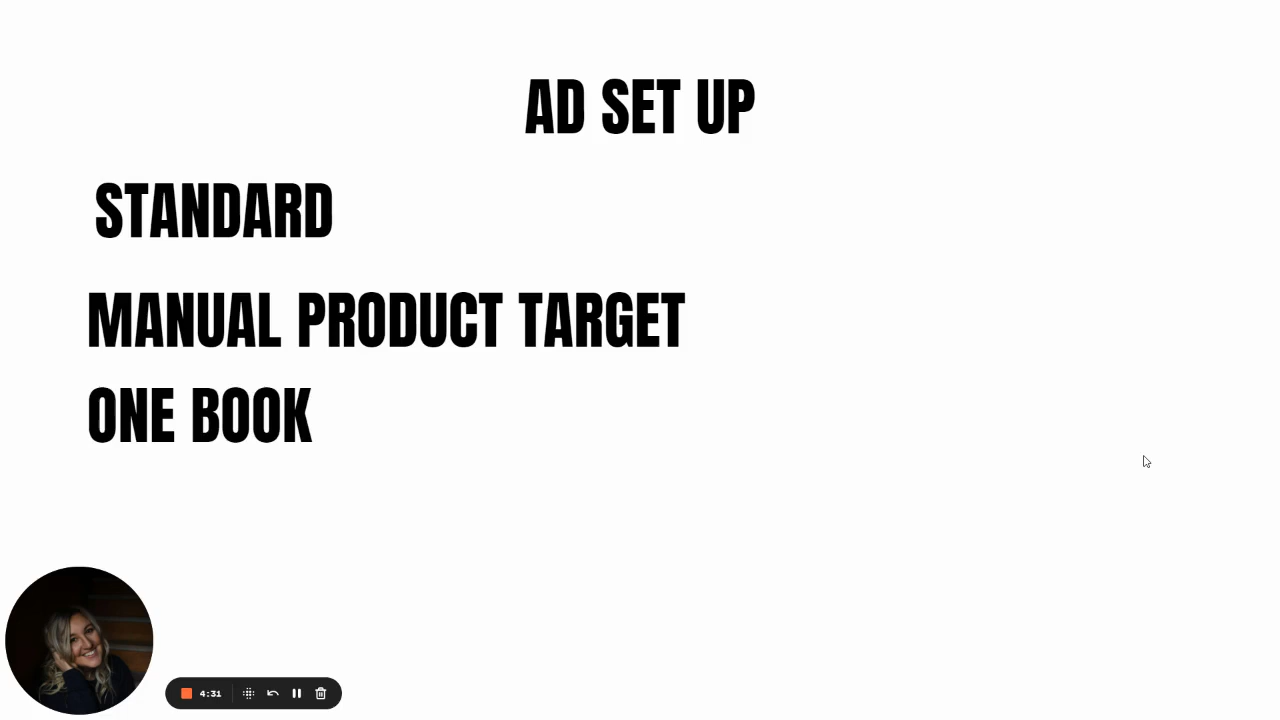 AD SET UP
STANDARD
MANUAL PRODUCT TARGET
ONE BOOK
4:31